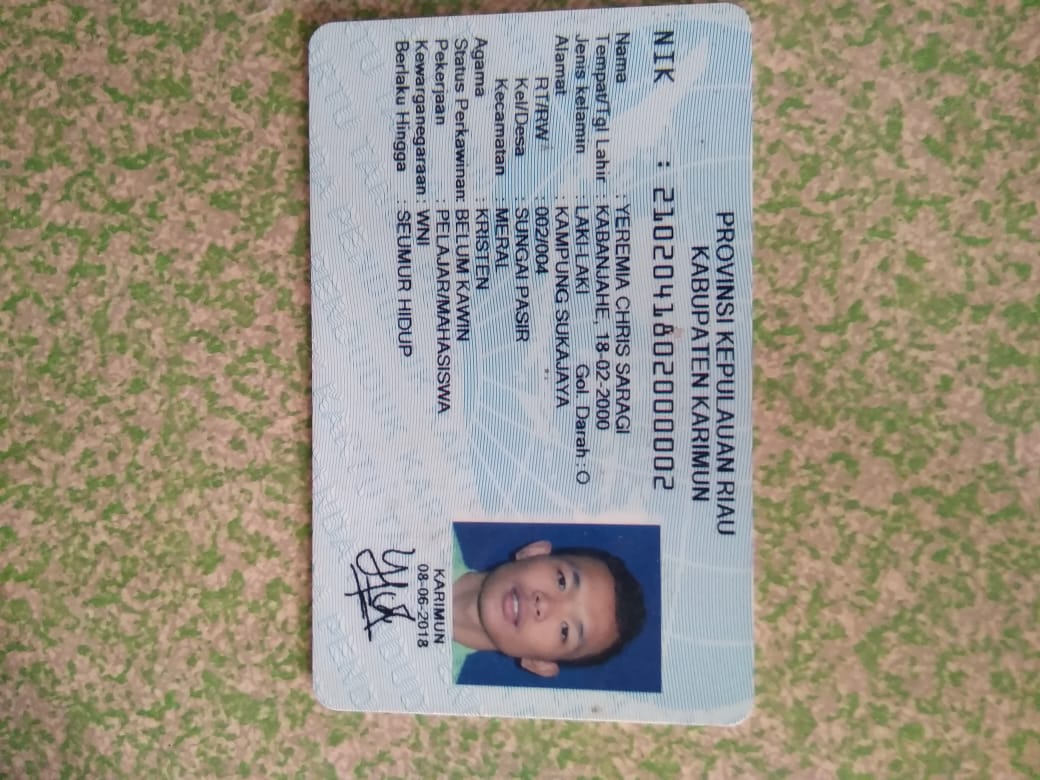 PROVINSI KEPULAUAN RIAU
KABUPATEN KARIMUN
NIK : 2102041802000002
Nama : YEREMIA CHRIS SARAGI
Tempat/Tgl Lahir : KABANJAHE, 18-02-2000
Jenis kelamin : LAKI-LAKI Gol. Darah : O
Alamat : KAMPUNG SUKAJAYA
RT/RW : 002/004
Kel/Desa : SUNGAI PASIR
Kecamatan : MERAL
Agama : KRISTEN
Status Perkawinan: BELUM KAWIN
Pekerjaan : PELAJAR/MAHASISWA
Kewarganegaraan : WNI
Berlaku Hingga : SEUMUR HIDUP
KARIMUN
08-06-2018